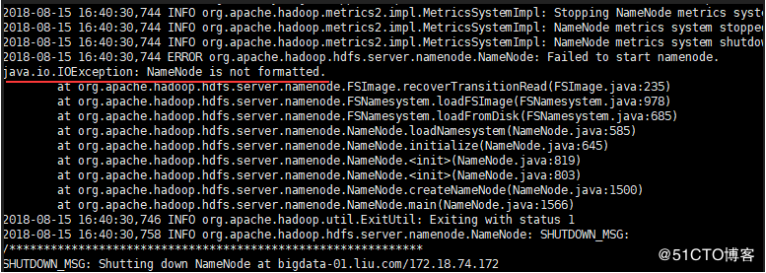 2018-08-15 16:40:30,744 INFO org.apache.hadoop.metrics2.impl.MetricsSystemImpl: Stopping NameNode metrics syst
2018-08-15 16:40:30,744 INFO org.apache.hadoop.metrics2.impl.MetricsSystemImpl: NameNode metrics system stoppe
2018-08-15 16:40:30,744 INFO org.apache.hadoop.metrics2.impl.MetricsSystemImpl: NameNode metrics system shutdow
2018-08-15 16:40:30,744 ERROR org.apache.hadoop.hdfs.server.namenode.NameNode: Failed to start namenode.
java.io.IOException: NameNode is not formatted.
at org.apache.hadoop.hdfs.server.namenode.FSImage.recoverTransitionRead(FSImage.java:235)
at org.apache.hadoop.hdfs.server.namenode.FSNamesystem.loadFSImage(FSNamesystem.java:978)
at org.apache.hadoop.hdfs.server.namenode.FSNamesystem.loadFromDisk(FSNamesystem.java:685)
at org.apache.hadoop.hdfs.server.namenode.NameNode.loadNamesystem(NameNode.java:585)
at org.apache.hadoop.hdfs.server.namenode.NameNode.initialize(NameNode.java:645)
at org.apache.hadoop.hdfs.server.namenode.NameNode.<init>(NameNode.java:819)
at org.apache.hadoop.hdfs.server.namenode.NameNode.<init>(NameNode.java:803)
at org.apache.hadoop.hdfs.server.namenode.NameNode.createNameNode(NameNode.java:1500)
at org.apache.hadoop.hdfs.server.namenode.NameNode.main(NameNode.java:1566)
2018-08-15 16:40:30,746 INFO org.apache.hadoop.util.ExitUtil: Exiting with status 1
2018-08-15 16:40:30,758 INFO org.apache.hadoop.hdfs.server.namenode.NameNode: SHUTDOWN_MSG:
/************************************************************
SHUTDOWN_MSG: Shutting down NameNode at bigdata-01.liu.com/172.18.74.172
@51CTO博客